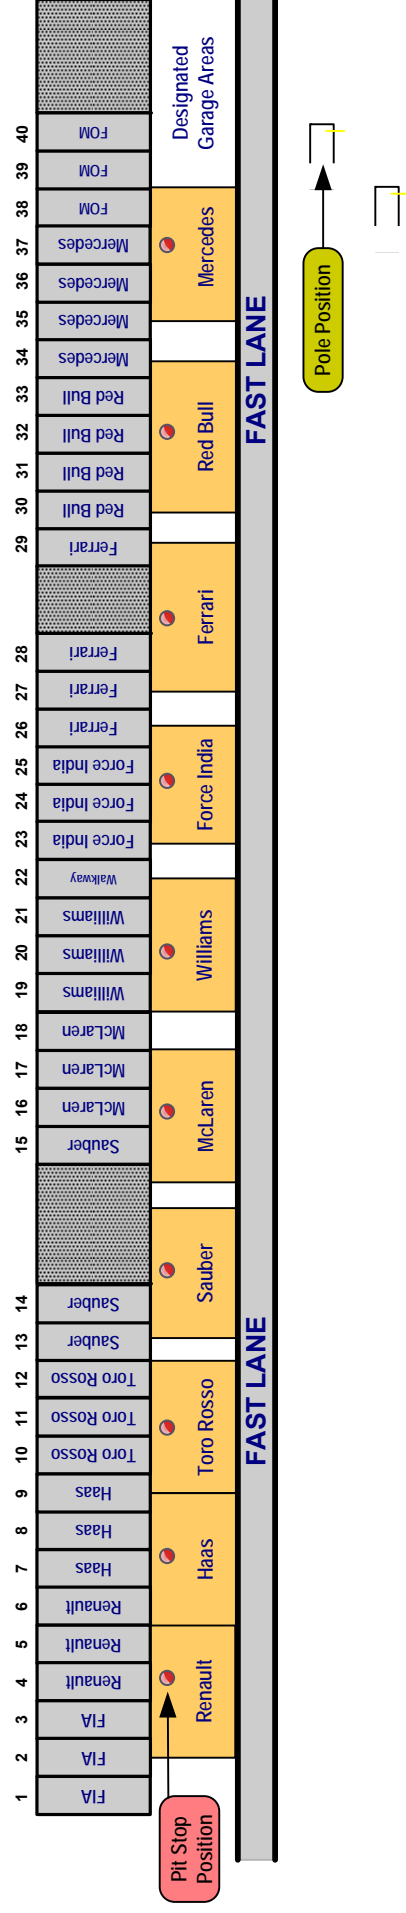 40 FOM
39 FOM
38 FOM
37 Mercedes
36 Mercedes
35 Mercedes
34 Mercedes
33 Red Bull
32 Red Bull
31 Red Bull
30 Red Bull
29 Ferrari
28 Ferrari
27 Ferrari
26 Ferrari
25 Force India
24 Force India
23 Force India
22 Walkway
21 Williams
20 Williams
19 Williams
18 McLaren
17 McLaren
16 McLaren
15 Sauber
14 Sauber
13 Sauber
12 Toro Rosso
11 Toro Rosso
10 Toro Rosso
9 Haas
8 Haas
7 Haas
6 Renault
5 Renault
4 Renault
3 FIA
2 FIA
1 FIA
Designated
Garage Areas
Mercedes
Red Bull
Ferrari
Force India
Williams
McLaren
Sauber
Toro Rosso
Haas
Renault
Pit Stop
Position
FAST LANE
FAST LANE
Pole Position